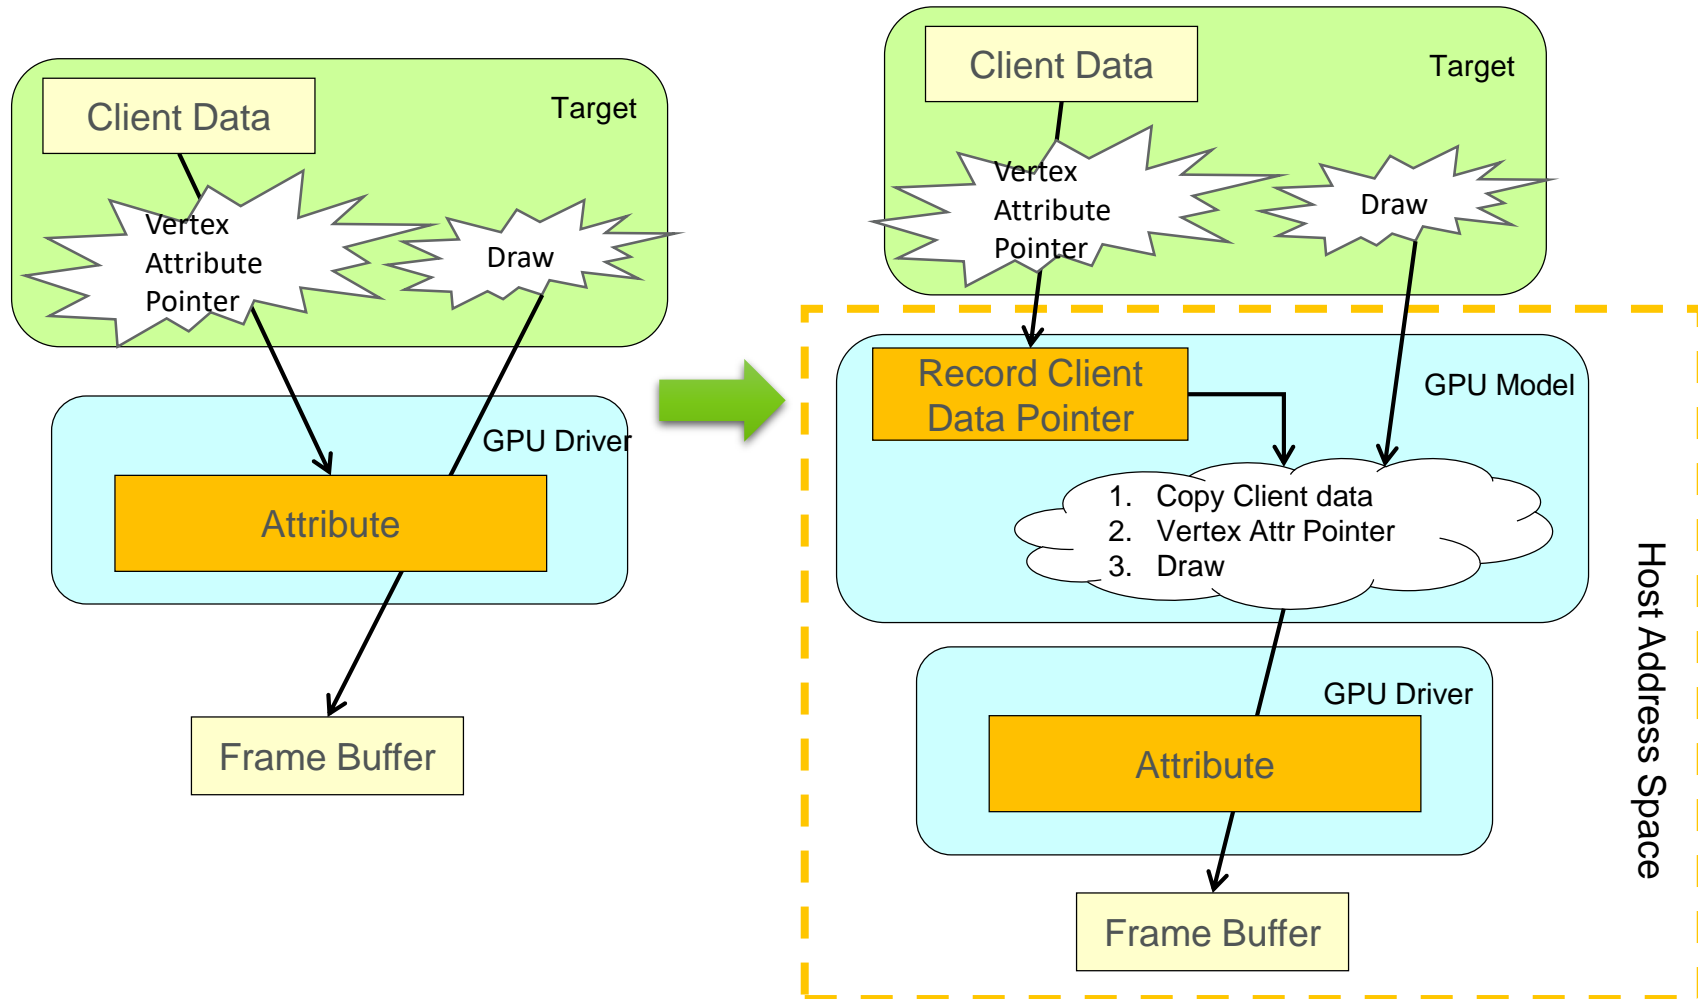 Client Data
Target
Vertex
Attribute
Pointer
Draw
GPU Driver
Attribute
Frame Buffer
Client Data
Target
Vertex
Attribute
Pointer
Draw
Record Client
Data Pointer
GPU Model
1. Copy Client data
2. Vertex Attr Pointer
3. Draw
GPU Driver
Attribute
Frame Buffer
Host Address Space